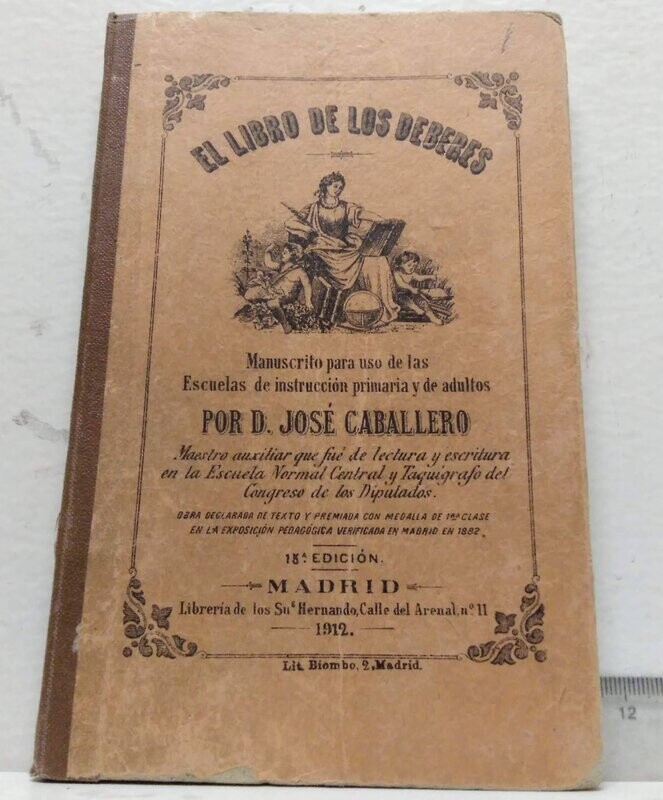 EL LIBRO DE LOS DEBERES
Manuscrito para uso de las
Escuelas de instrucción primaria y de adultos
POR D. JOSÉ CABALLERO
Maestro auxiliar que fué de lectura y escritura
en la Escuela Normal Central y Taquígrafo del
Congreso de los Diputados.
OBRA DECLARADA DE TEXTO Y PREMIADA CON MEDALLA DE 1ª CLASE
EN LA EXPOSICIÓN PEDAGÓGICA VERIFICADA EN MADRID EN 1882.
EDICIÓN.
MADRID
Librería de los Sres Hernando, Calle del Arenal, nº 11
1912.
Lit. Biombo, 2, Madrid.
12